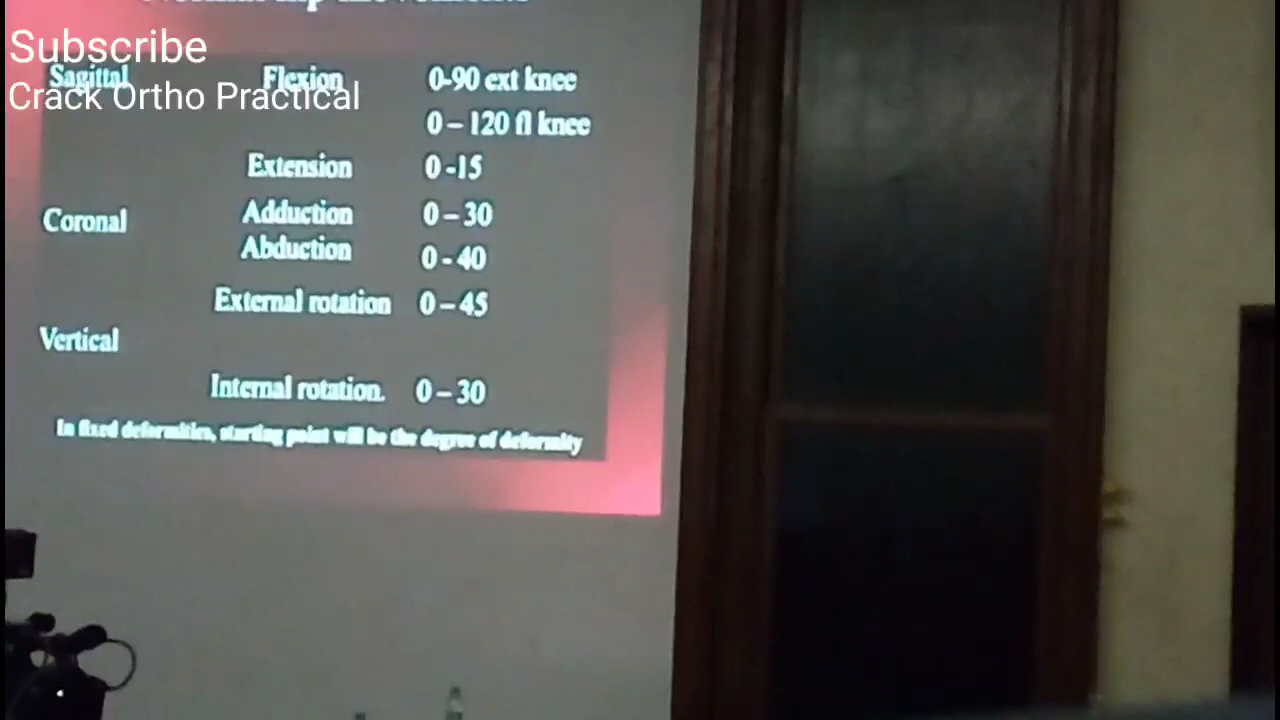 Subscribe
Crack Ortho Practical
Sagittal Flexion 0-90 ext knee
0 – 120 fl knee
Extension 0 -15
Coronal Adduction 0 – 30
Abduction 0 - 40
External rotation 0 – 45
Vertical
Internal rotation. 0 – 30
In fixed deformities, starting point will be the degree of deformity